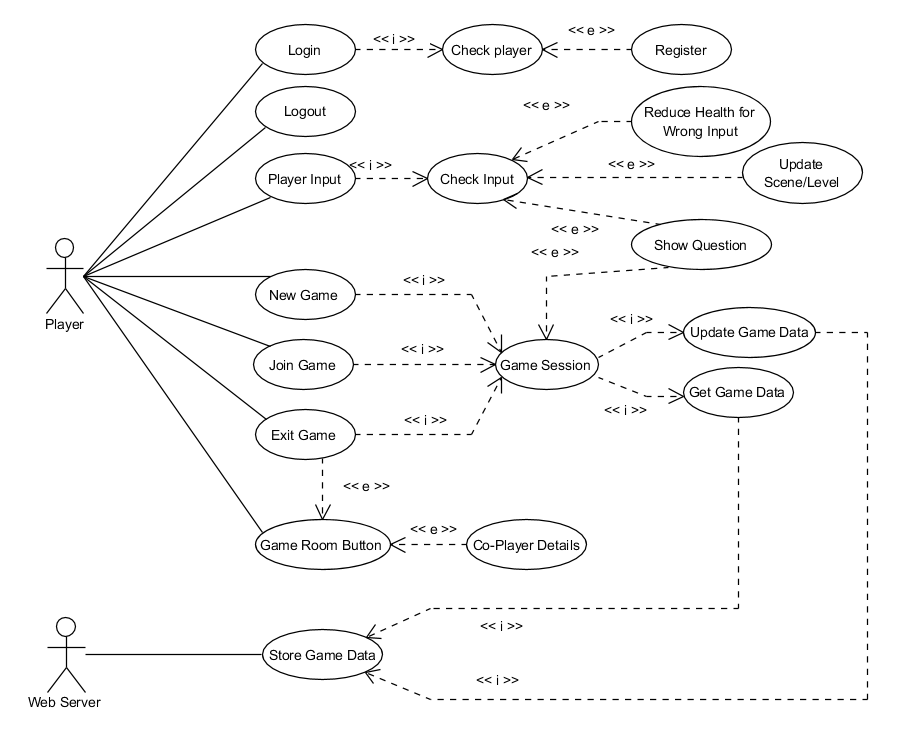 Login
<< i >>
Check player
<< e >>
Register
Logout
<< e >>
Reduce Health for
Wrong Input
Player Input
<< i >>
Check Input
<< e >>
Update
Scene/Level
<< e >>
Show Question
<< e >>
Player
New Game
<< i >>
<< i >>
Update Game Data
Join Game
<< i >>
Game Session
Get Game Data
<< i >>
Exit Game
<< i >>
<< e >>
Game Room Button
<< e >>
Co-Player Details
<< i >>
Store Game Data
<< i >>
Web Server